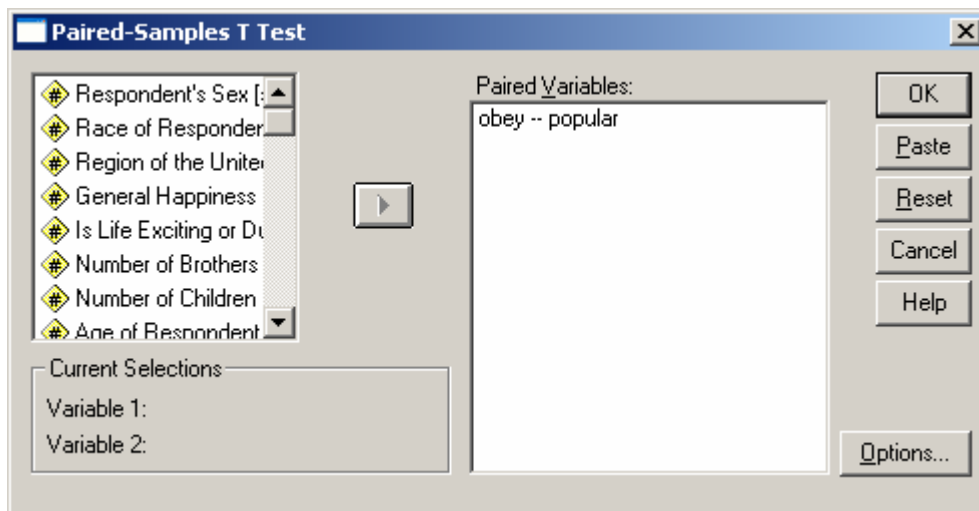 Paired-Samples T Test
Respondent's Sex [
Race of Responder
Region of the Unite
General Happiness
Is Life Exciting or Du
Number of Brothers
Number of Children
Age of Respondent
Current Selections
Variable 1:
Variable 2:
Paired Variables:
obey -- popular
OK
Paste
Reset
Cancel
Help
Options...